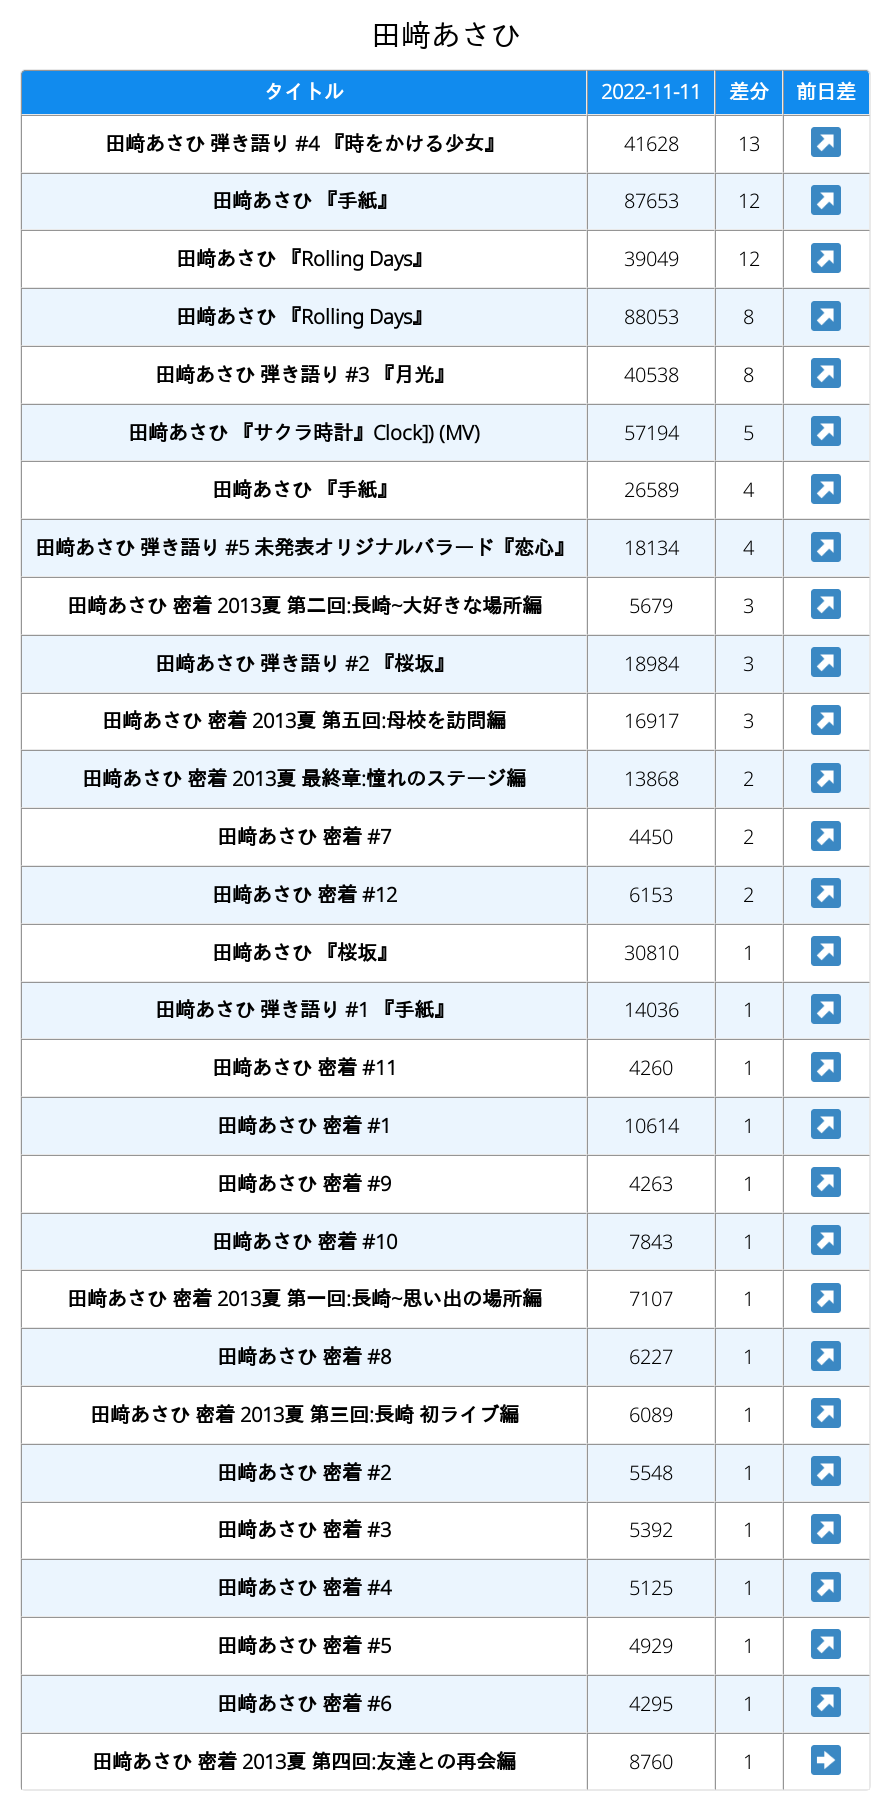 田﨑あさひ
タイトル 2022-11-11 差分 前日差
田﨑あさひ 弾き語り #4 『時をかける少女』 41628 13
田﨑あさひ 『手紙』 87653 12
田﨑あさひ 『Rolling Days』 39049 12
田﨑あさひ 『Rolling Days』 88053 8
田﨑あさひ 弾き語り #3 『月光』 40538 8
田﨑あさひ 『サクラ時計』Clock]) (MV) 57194 5
田﨑あさひ 『手紙』 26589 4
田﨑あさひ 弾き語り #5 未発表オリジナルバラード『恋心』 18134 4
田﨑あさひ 密着 2013夏 第二回:長崎~大好きな場所編 5679 3
田﨑あさひ 弾き語り #2 『桜坂』 18984 3
田﨑あさひ 密着 2013夏 第五回:母校を訪問編 16917 3
田﨑あさひ 密着 2013夏 最終章:憧れのステージ編 13868 2
田﨑あさひ 密着 #7 4450 2
田﨑あさひ 密着 #12 6153 2
田﨑あさひ 『桜坂』 30810 1
田﨑あさひ 弾き語り #1 『手紙』 14036 1
田﨑あさひ 密着 #11 4260 1
田﨑あさひ 密着 #1 10614 1
田﨑あさひ 密着 #9 4263 1
田﨑あさひ 密着 #10 7843 1
田﨑あさひ 密着 2013夏 第一回:長崎~思い出の場所編 7107 1
田﨑あさひ 密着 #8 6227 1
田﨑あさひ 密着 2013夏 第三回:長崎 初ライブ編 6089 1
田﨑あさひ 密着 #2 5548 1
田﨑あさひ 密着 #3 5392 1
田﨑あさひ 密着 #4 5125 1
田﨑あさひ 密着 #5 4929 1
田﨑あさひ 密着 #6 4295 1
田﨑あさひ 密着 2013夏 第四回:友達との再会編 8760 1